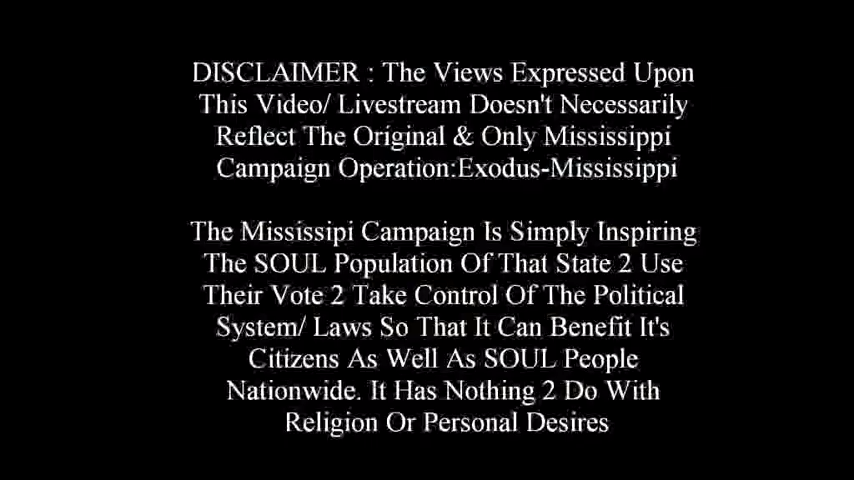 DISCLAIMER : The Views Expressed Upon
This Video/ Livestream Doesn't Necessarily
Reflect The Original & Only Mississippi
Campaign Operation:Exodus-Mississippi
The Mississipi Campaign Is Simply Inspiring
The SOUL Population Of That State 2 Use
Their Vote 2 Take Control Of The Political
System/ Laws So That It Can Benefit It's
Citizens As Well As SOUL People
Nationwide. It Has Nothing 2 Do With
Religion Or Personal Desires